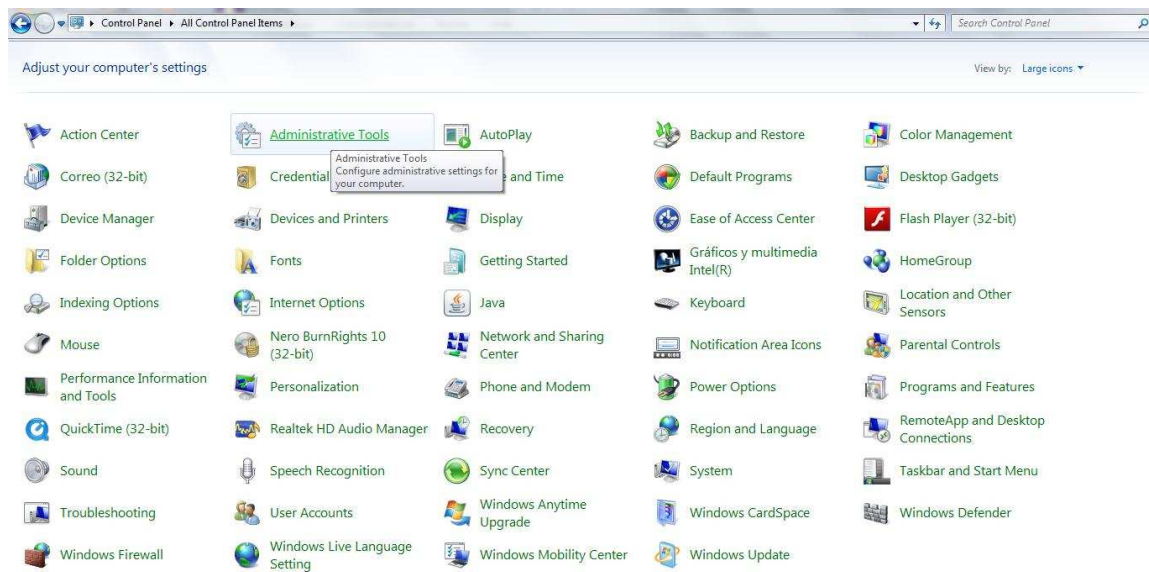 Control Panel ▸ All Control Panel Items ▸
Search Control Panel
Adjust your computer's settings
View by: Large icons
Action Center
Administrative Tools
AutoPlay
Backup and Restore
Color Management
Administrative Tools
Configure administrative settings for
your computer.
Correo (32-bit)
Credential
and Time
Default Programs
Desktop Gadgets
Device Manager
Devices and Printers
Display
Ease of Access Center
Flash Player (32-bit)
Folder Options
Fonts
Getting Started
Gráficos y multimedia
Intel(R)
HomeGroup
Indexing Options
Internet Options
Java
Keyboard
Location and Other
Sensors
Mouse
Nero BurnRights 10
(32-bit)
Network and Sharing
Center
Notification Area Icons
Parental Controls
Performance Information
and Tools
Personalization
Phone and Modem
Power Options
Programs and Features
QuickTime (32-bit)
Realtek HD Audio Manager
Recovery
Region and Language
RemoteApp and Desktop
Connections
Sound
Speech Recognition
Sync Center
System
Taskbar and Start Menu
Troubleshooting
User Accounts
Windows Anytime
Upgrade
Windows CardSpace
Windows Defender
Windows Firewall
Windows Live Language
Setting
Windows Mobility Center
Windows Update